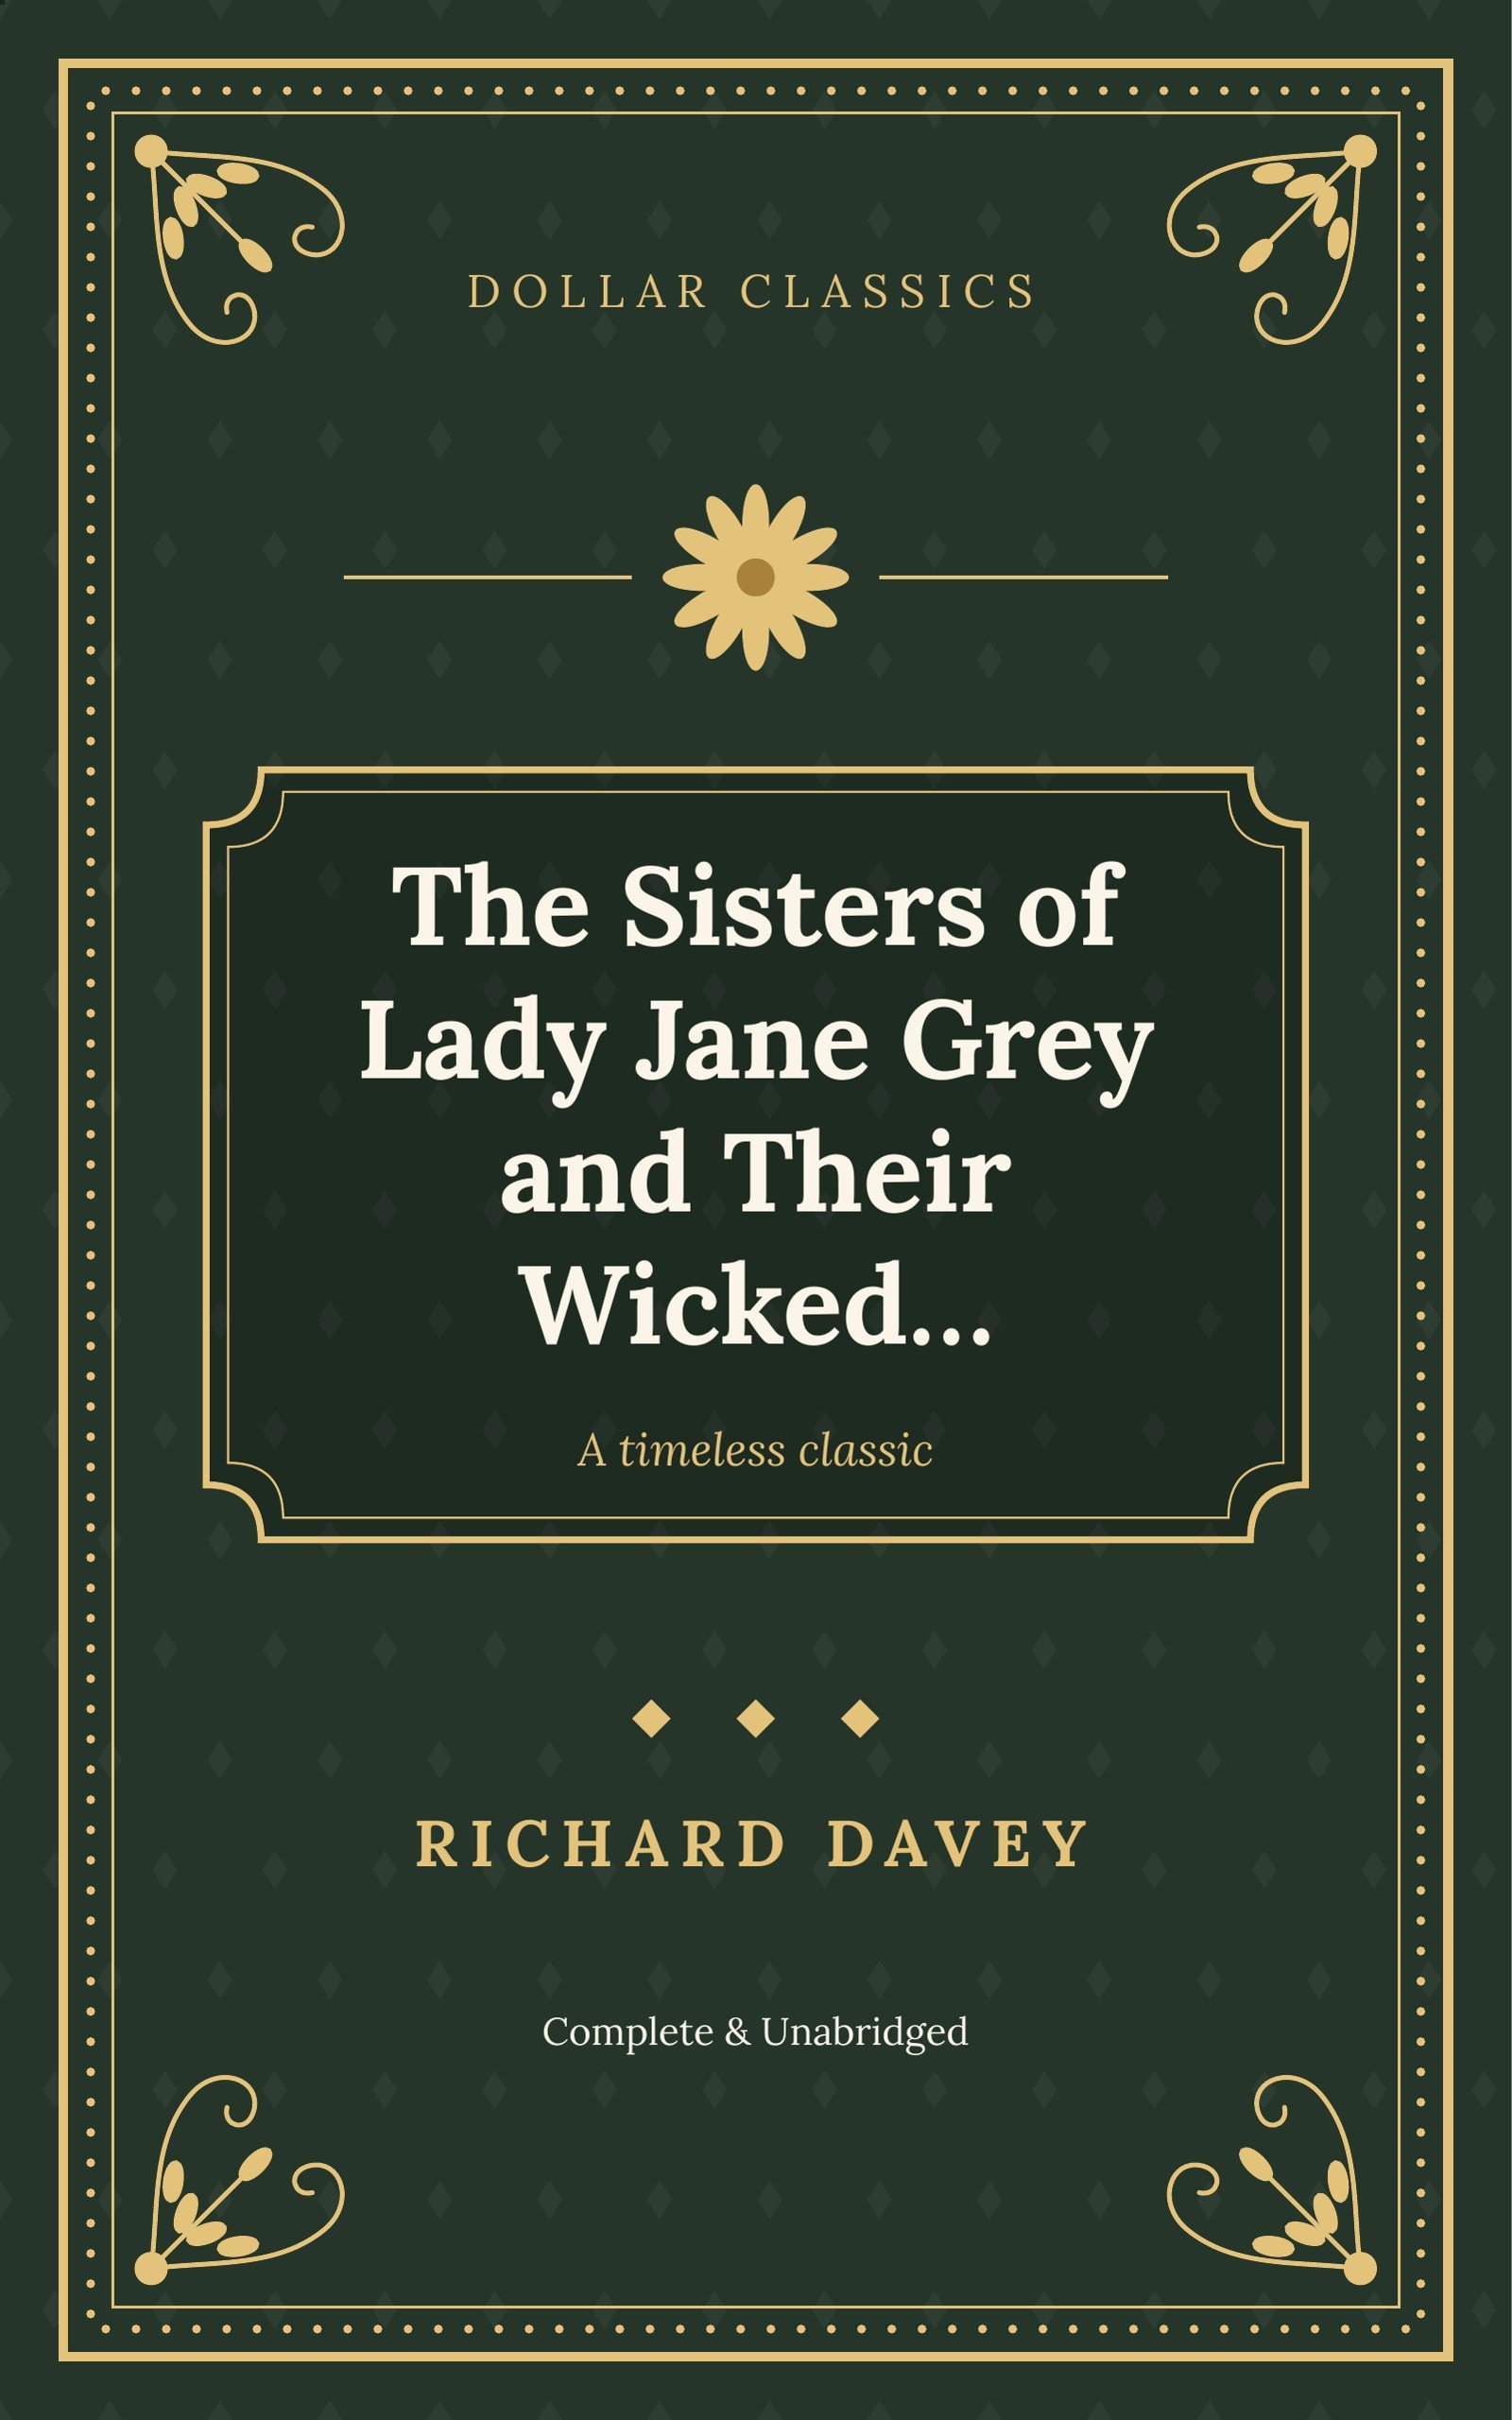 DOLLAR CLASSICS
The Sisters of
Lady Jane Grey
and Their
Wicked...
A timeless classic
RICHARD DAVEY
Complete & Unabridged